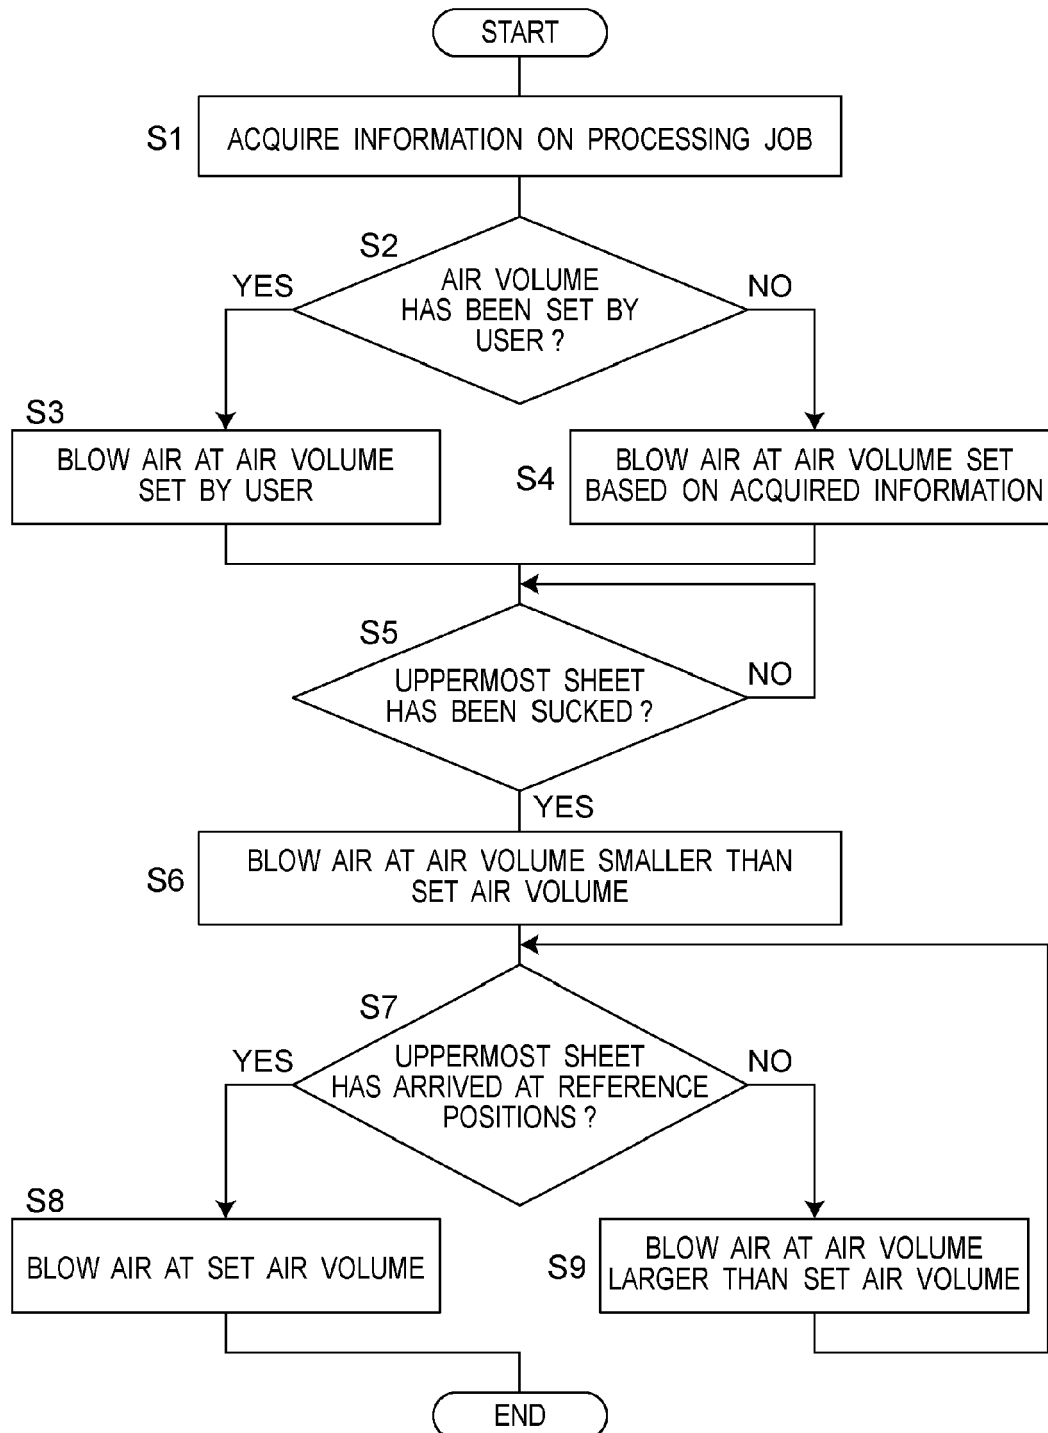 START
S1
ACQUIRE INFORMATION ON PROCESSING JOB
S2
AIR VOLUME
HAS BEEN SET BY
USER?
YES
NO
S3
BLOW AIR AT AIR VOLUME
SET BY USER
S4
BLOW AIR AT AIR VOLUME SET
BASED ON ACQUIRED INFORMATION
S5
UPPERMOST SHEET
HAS BEEN SUCKED?
NO
YES
S6
BLOW AIR AT AIR VOLUME SMALLER THAN
SET AIR VOLUME
S7
UPPERMOST SHEET
HAS ARRIVED AT REFERENCE
POSITIONS?
YES
NO
S8
BLOW AIR AT SET AIR VOLUME
S9
BLOW AIR AT AIR VOLUME
LARGER THAN SET AIR VOLUME
END